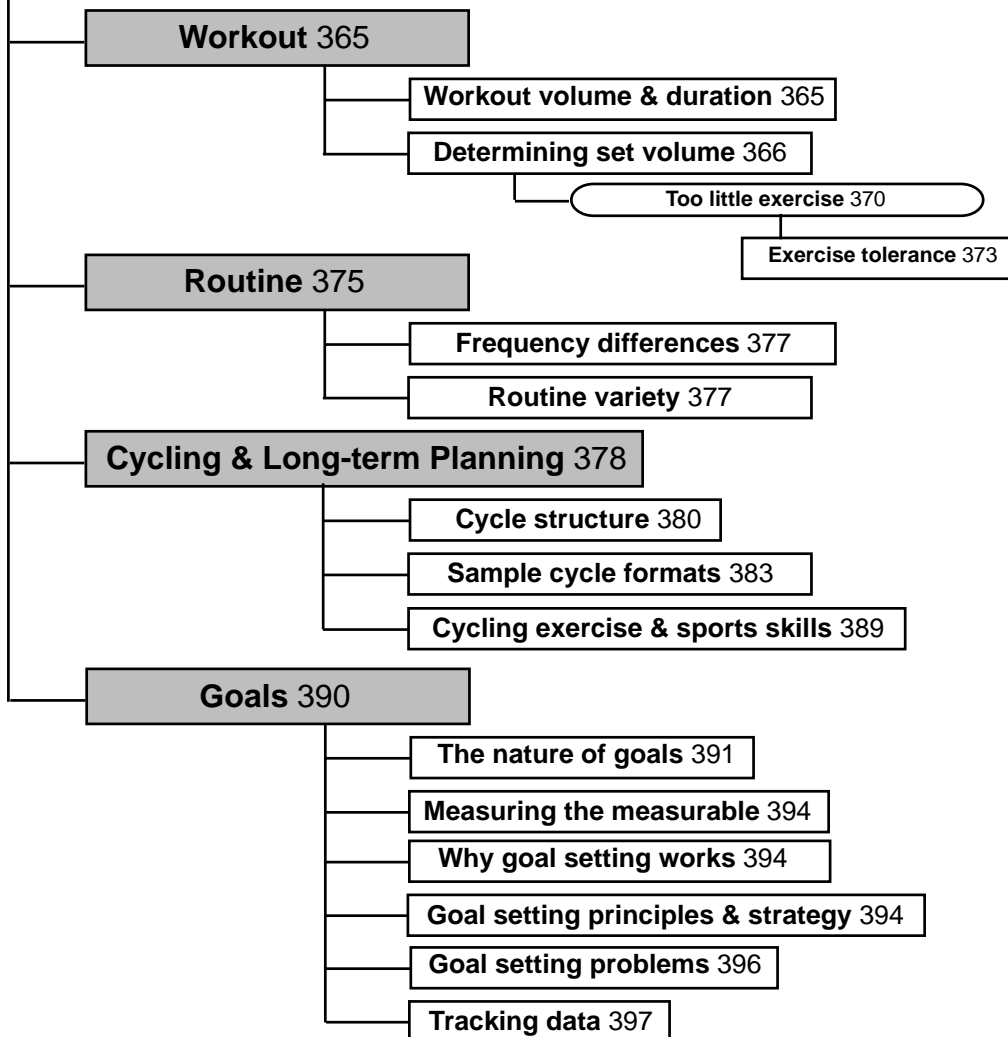 Workout 365
Workout volume & duration 365
Determining set volume 366
Too little exercise 370
Exercise tolerance 373
Routine 375
Frequency differences 377
Routine variety 377
Cycling & Long-term Planning 378
Cycle structure 380
Sample cycle formats 383
Cycling exercise & sports skills 389
Goals 390
The nature of goals 391
Measuring the measurable 394
Why goal setting works 394
Goal setting principles & strategy 394
Goal setting problems 396
Tracking data 397